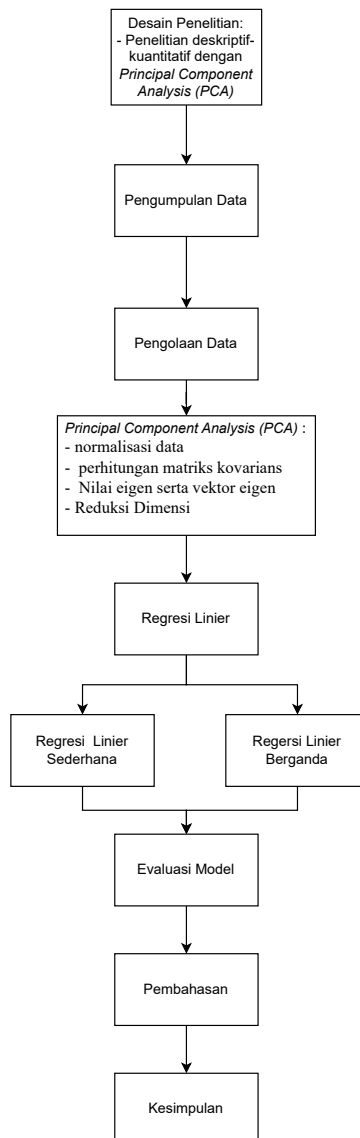 Desain Penelitian:
- Penelitian deskriptif-
kuantitatif dengan
Principal Component
Analysis (PCA)
Pengumpulan Data
Pengolaan Data
Principal Component Analysis (PCA) :
- normalisasi data
- perhitungan matriks kovarians
- Nilai eigen serta vektor eigen
- Reduksi Dimensi
Regresi Linier
Regresi Linier
Sederhana
Regersi Linier
Berganda
Evaluasi Model
Pembahasan
Kesimpulan